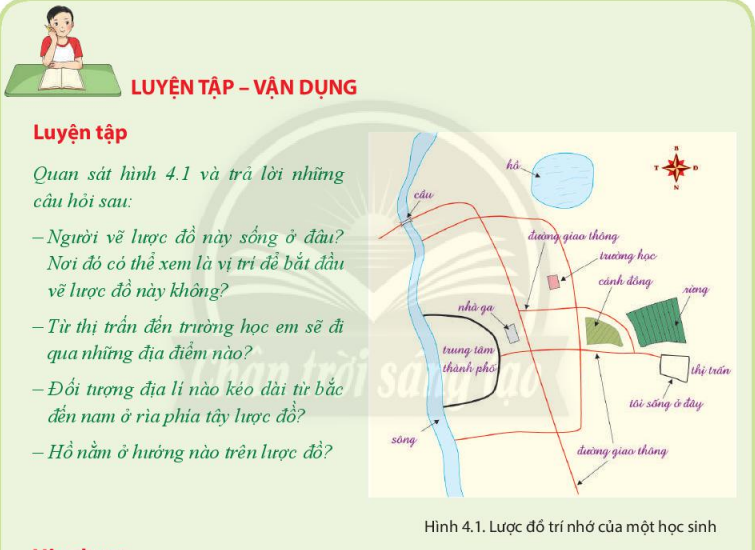 LUYỆN TẬP – VẬN DỤNG
Luyện tập
Quan sát hình 4.1 và trả lời những
câu hỏi sau:
– Người vẽ lược đồ này sống ở đâu?
Nơi đó có thể xem là vị trí để bắt đầu
vẽ lược đồ này không?
– Từ thị trấn đến trường học em sẽ đi
qua những địa điểm nào?
– Đối tượng địa lí nào kéo dài từ bắc
đến nam ở rìa phía tây lược đồ?
– Hồ nằm ở hướng nào trên lược đồ?
B
T
Đ
N
hồ
cầu
đường giao thông
trường học
cánh đồng
rừng
nhà ga
trung tâm
thành phố
thị trấn
tôi sống ở đây
sông
đường giao thông
Chân trời sáng tạo
Hình 4.1. Lược đồ trí nhớ của một học sinh